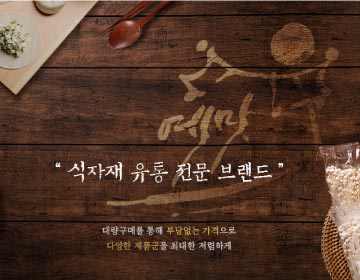 예맛
“ 식자재 유통 전문 브랜드 ”
대량구매를 통해 부담없는 가격으로
다양한 제품군을 최대한 저렴하게